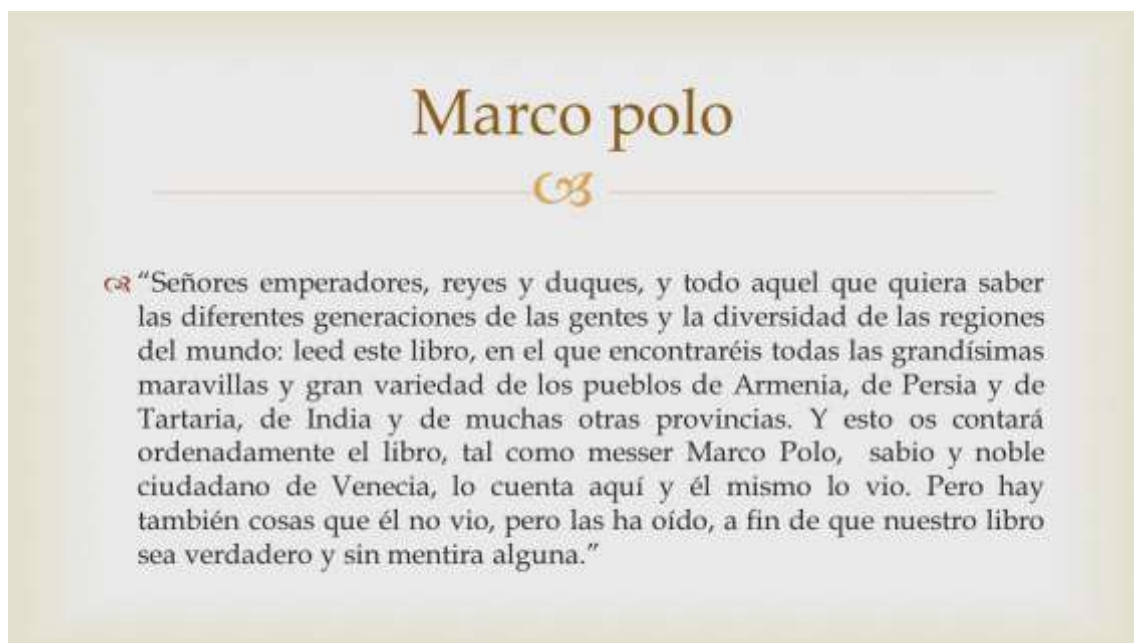 Marco polo
“Señores emperadores, reyes y duques, y todo aquel que quiera saber
las diferentes generaciones de las gentes y la diversidad de las regiones
del mundo: leed este libro, en el que encontraréis todas las grandísimas
maravillas y gran variedad de los pueblos de Armenia, de Persia y de
Tartaria, de India y de muchas otras provincias. Y esto os contará
ordenadamente el libro, tal como messer Marco Polo, sabio y noble
ciudadano de Venecia, lo cuenta aquí y él mismo lo vio. Pero hay
también cosas que él no vio, pero las ha oído, a fin de que nuestro libro
sea verdadero y sin mentira alguna.”